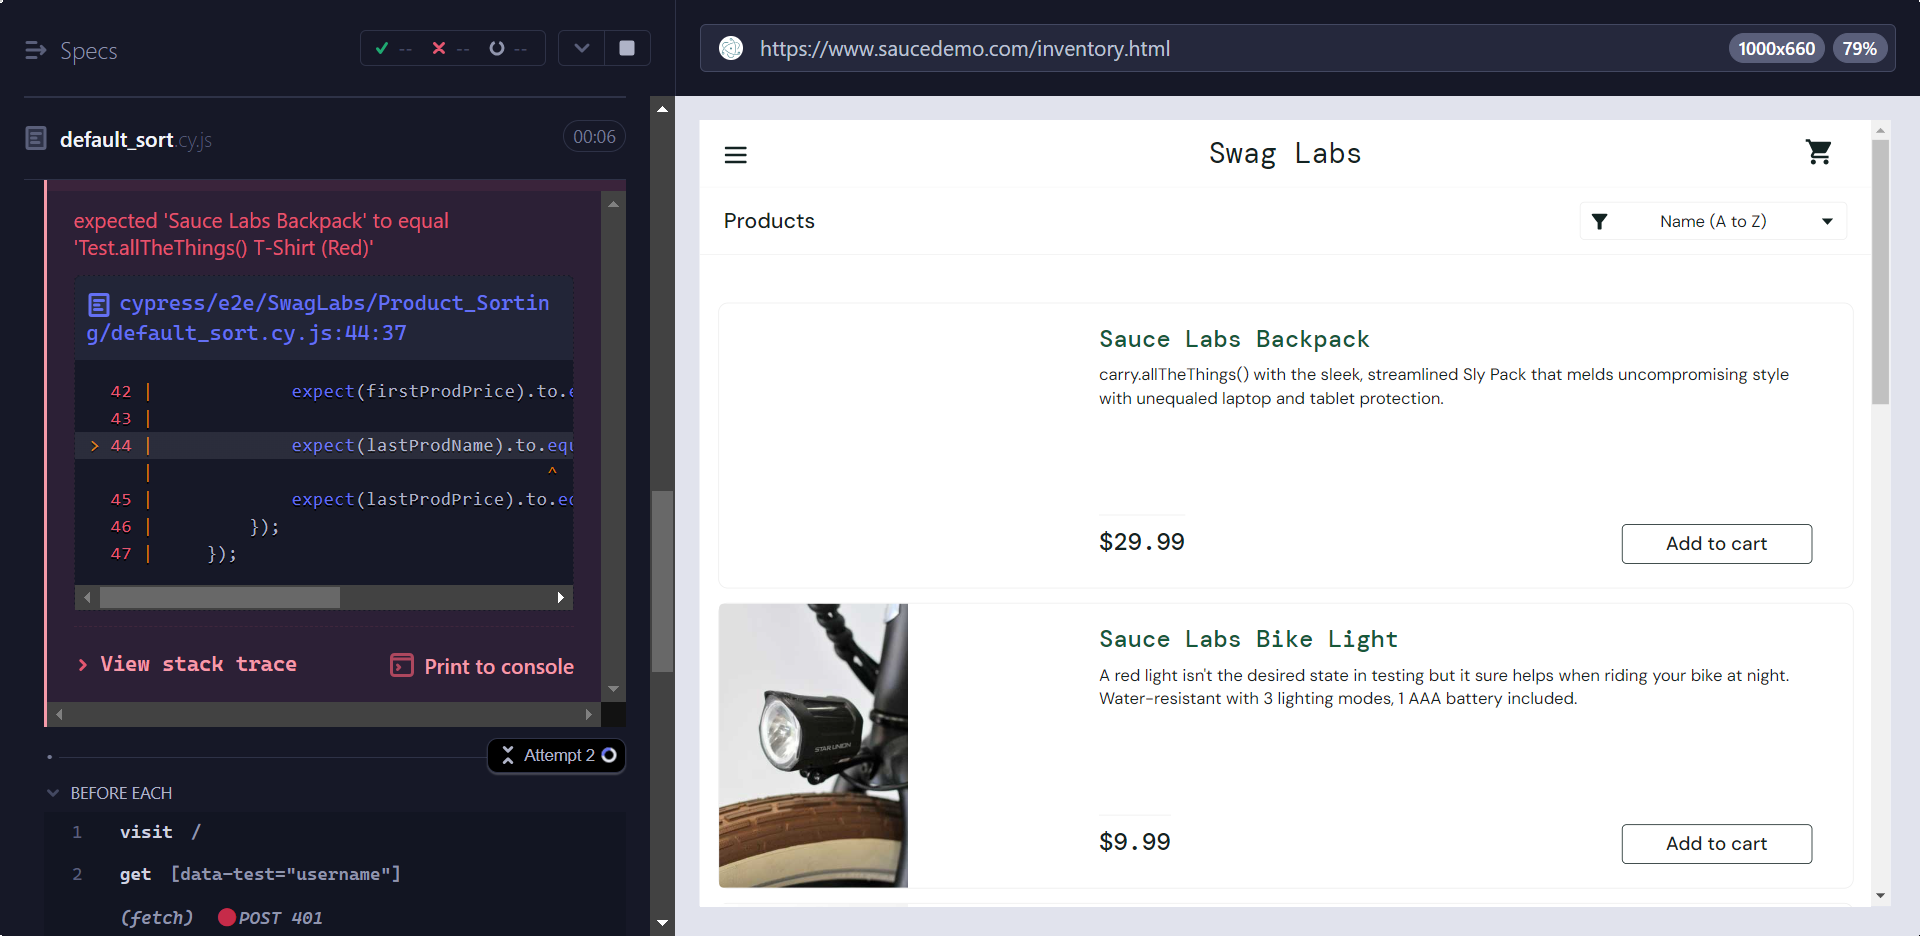 Specs
-- -- --
https://www.saucedemo.com/inventory.html
1000x660
79%
default_sort.cy.js
00:06
expected 'Sauce Labs Backpack' to equal
'Test.allTheThings() T-Shirt (Red)'
cypress/e2e/SwagLabs/Product_Sortin
g/default_sort.cy.js:44:37
42 | expect(firstProdPrice).to.e
43 |
> 44 | expect(lastProdName).to.equ
| ^
45 | expect(lastProdPrice).to.eq
46 | });
47 | });
View stack trace
Print to console
Attempt 2
BEFORE EACH
1 visit /
2 get [data-test="username"]
(fetch) POST 401
Swag Labs
Products
Name (A to Z)
Sauce Labs Backpack
carry.allTheThings() with the sleek, streamlined Sly Pack that melds uncompromising style
with unequaled laptop and tablet protection.
$29.99
Add to cart
Sauce Labs Bike Light
A red light isn't the desired state in testing but it sure helps when riding your bike at night.
Water-resistant with 3 lighting modes, 1 AAA battery included.
STAR UNION
$9.99
Add to cart